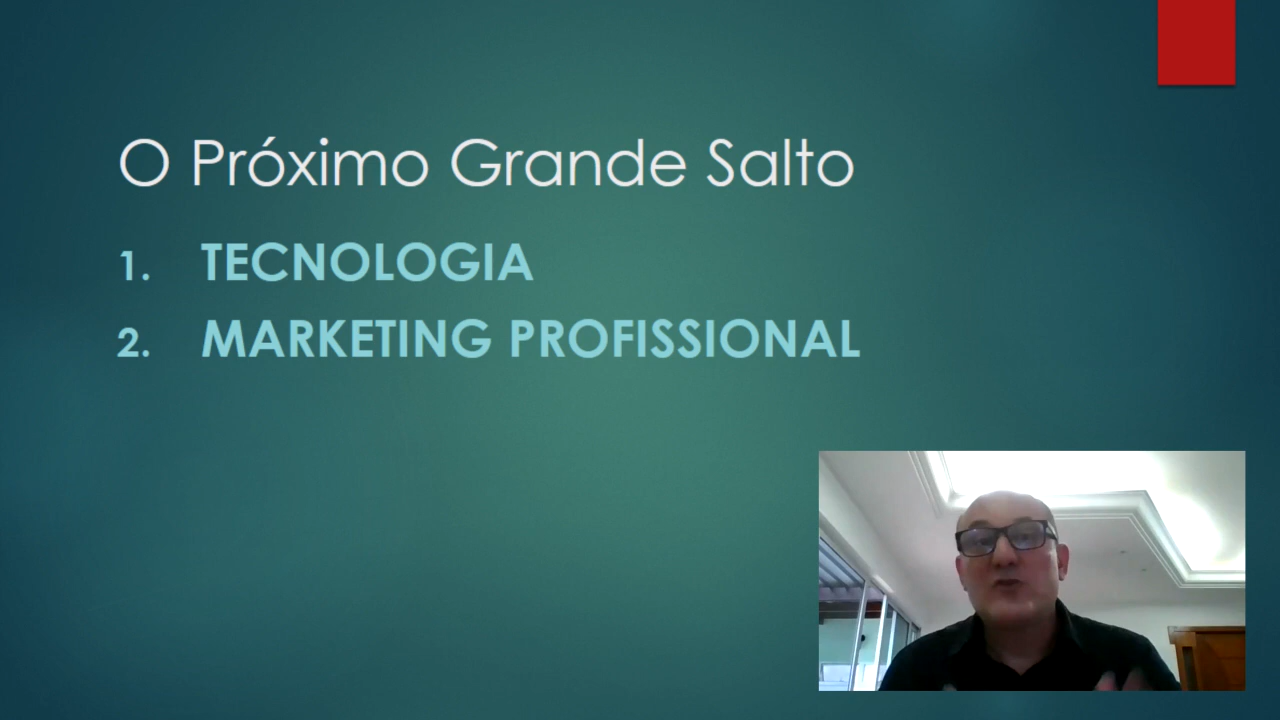 O Próximo Grande Salto
1. TECNOLOGIA
2. MARKETING PROFISSIONAL